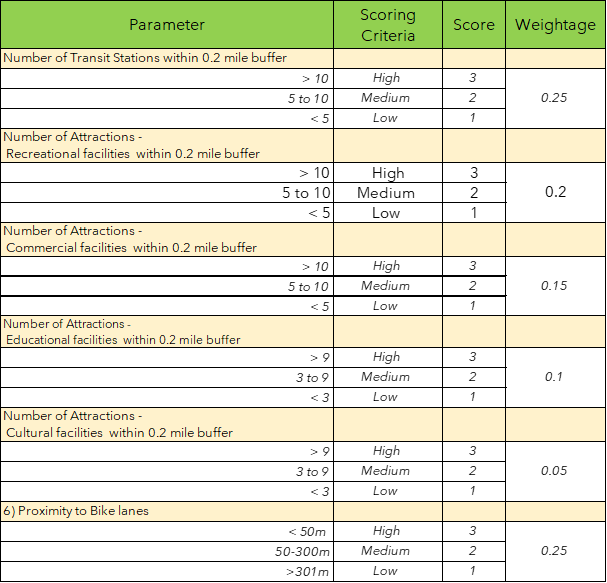 Parameter Scoring Criteria Score Weightage
Number of Transit Stations within 0.2 mile buffer
> 10 High 3
5 to 10 Medium 2 0.25
< 5 Low 1
Number of Attractions -
Recreational facilities within 0.2 mile buffer
> 10 High 3
5 to 10 Medium 2 0.2
< 5 Low 1
Number of Attractions -
Commercial facilities within 0.2 mile buffer
> 10 High 3
5 to 10 Medium 2 0.15
< 5 Low 1
Number of Attractions -
Educational facilities within 0.2 mile buffer
> 9 High 3
3 to 9 Medium 2 0.1
< 3 Low 1
Number of Attractions -
Cultural facilities within 0.2 mile buffer
> 9 High 3
3 to 9 Medium 2 0.05
< 3 Low 1
6) Proximity to Bike lanes
< 50m High 3
50-300m Medium 2 0.25
>301m Low 1